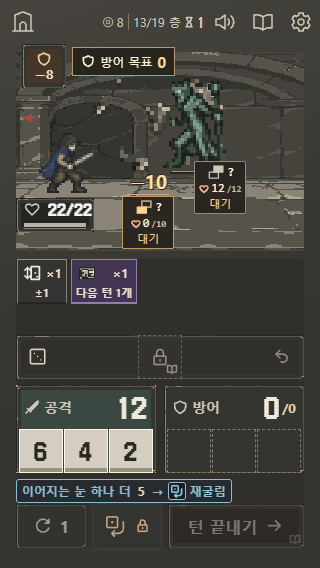 8 | 13/19 층 1
-8
방어 목표 0
-10
?
12/12
대기
?
0/10
대기
22/22
×1
±1
×1
다음 턴 1개
공격 12
방어 0/0
6 4 2
이어지는 눈 하나 더 5 → 재굴림
1
턴 끝내기 →